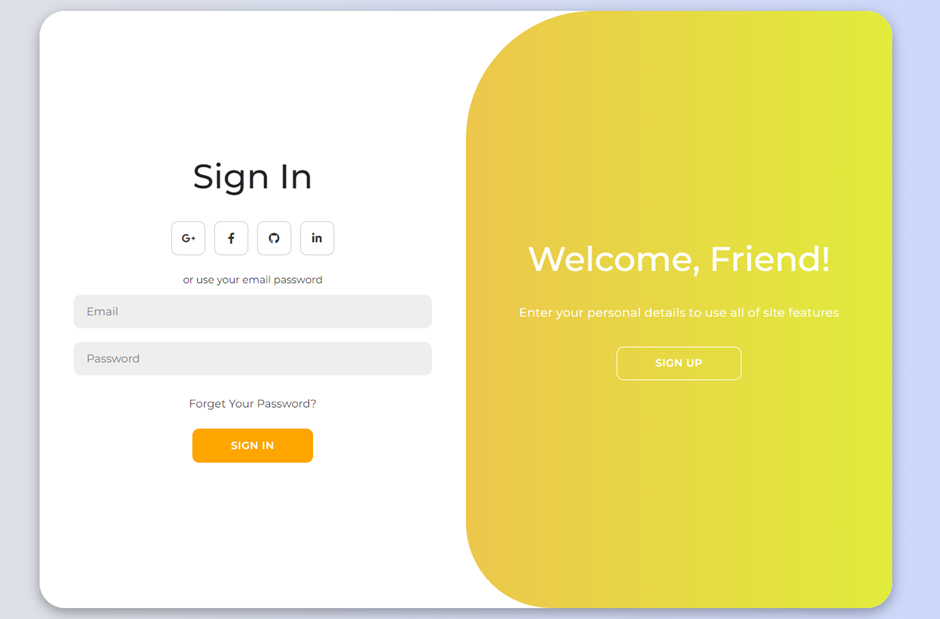 Sign In
G+ f in
or use your email password
Email
Password
Forget Your Password?
SIGN IN
Welcome, Friend!
Enter your personal details to use all of site features
SIGN UP